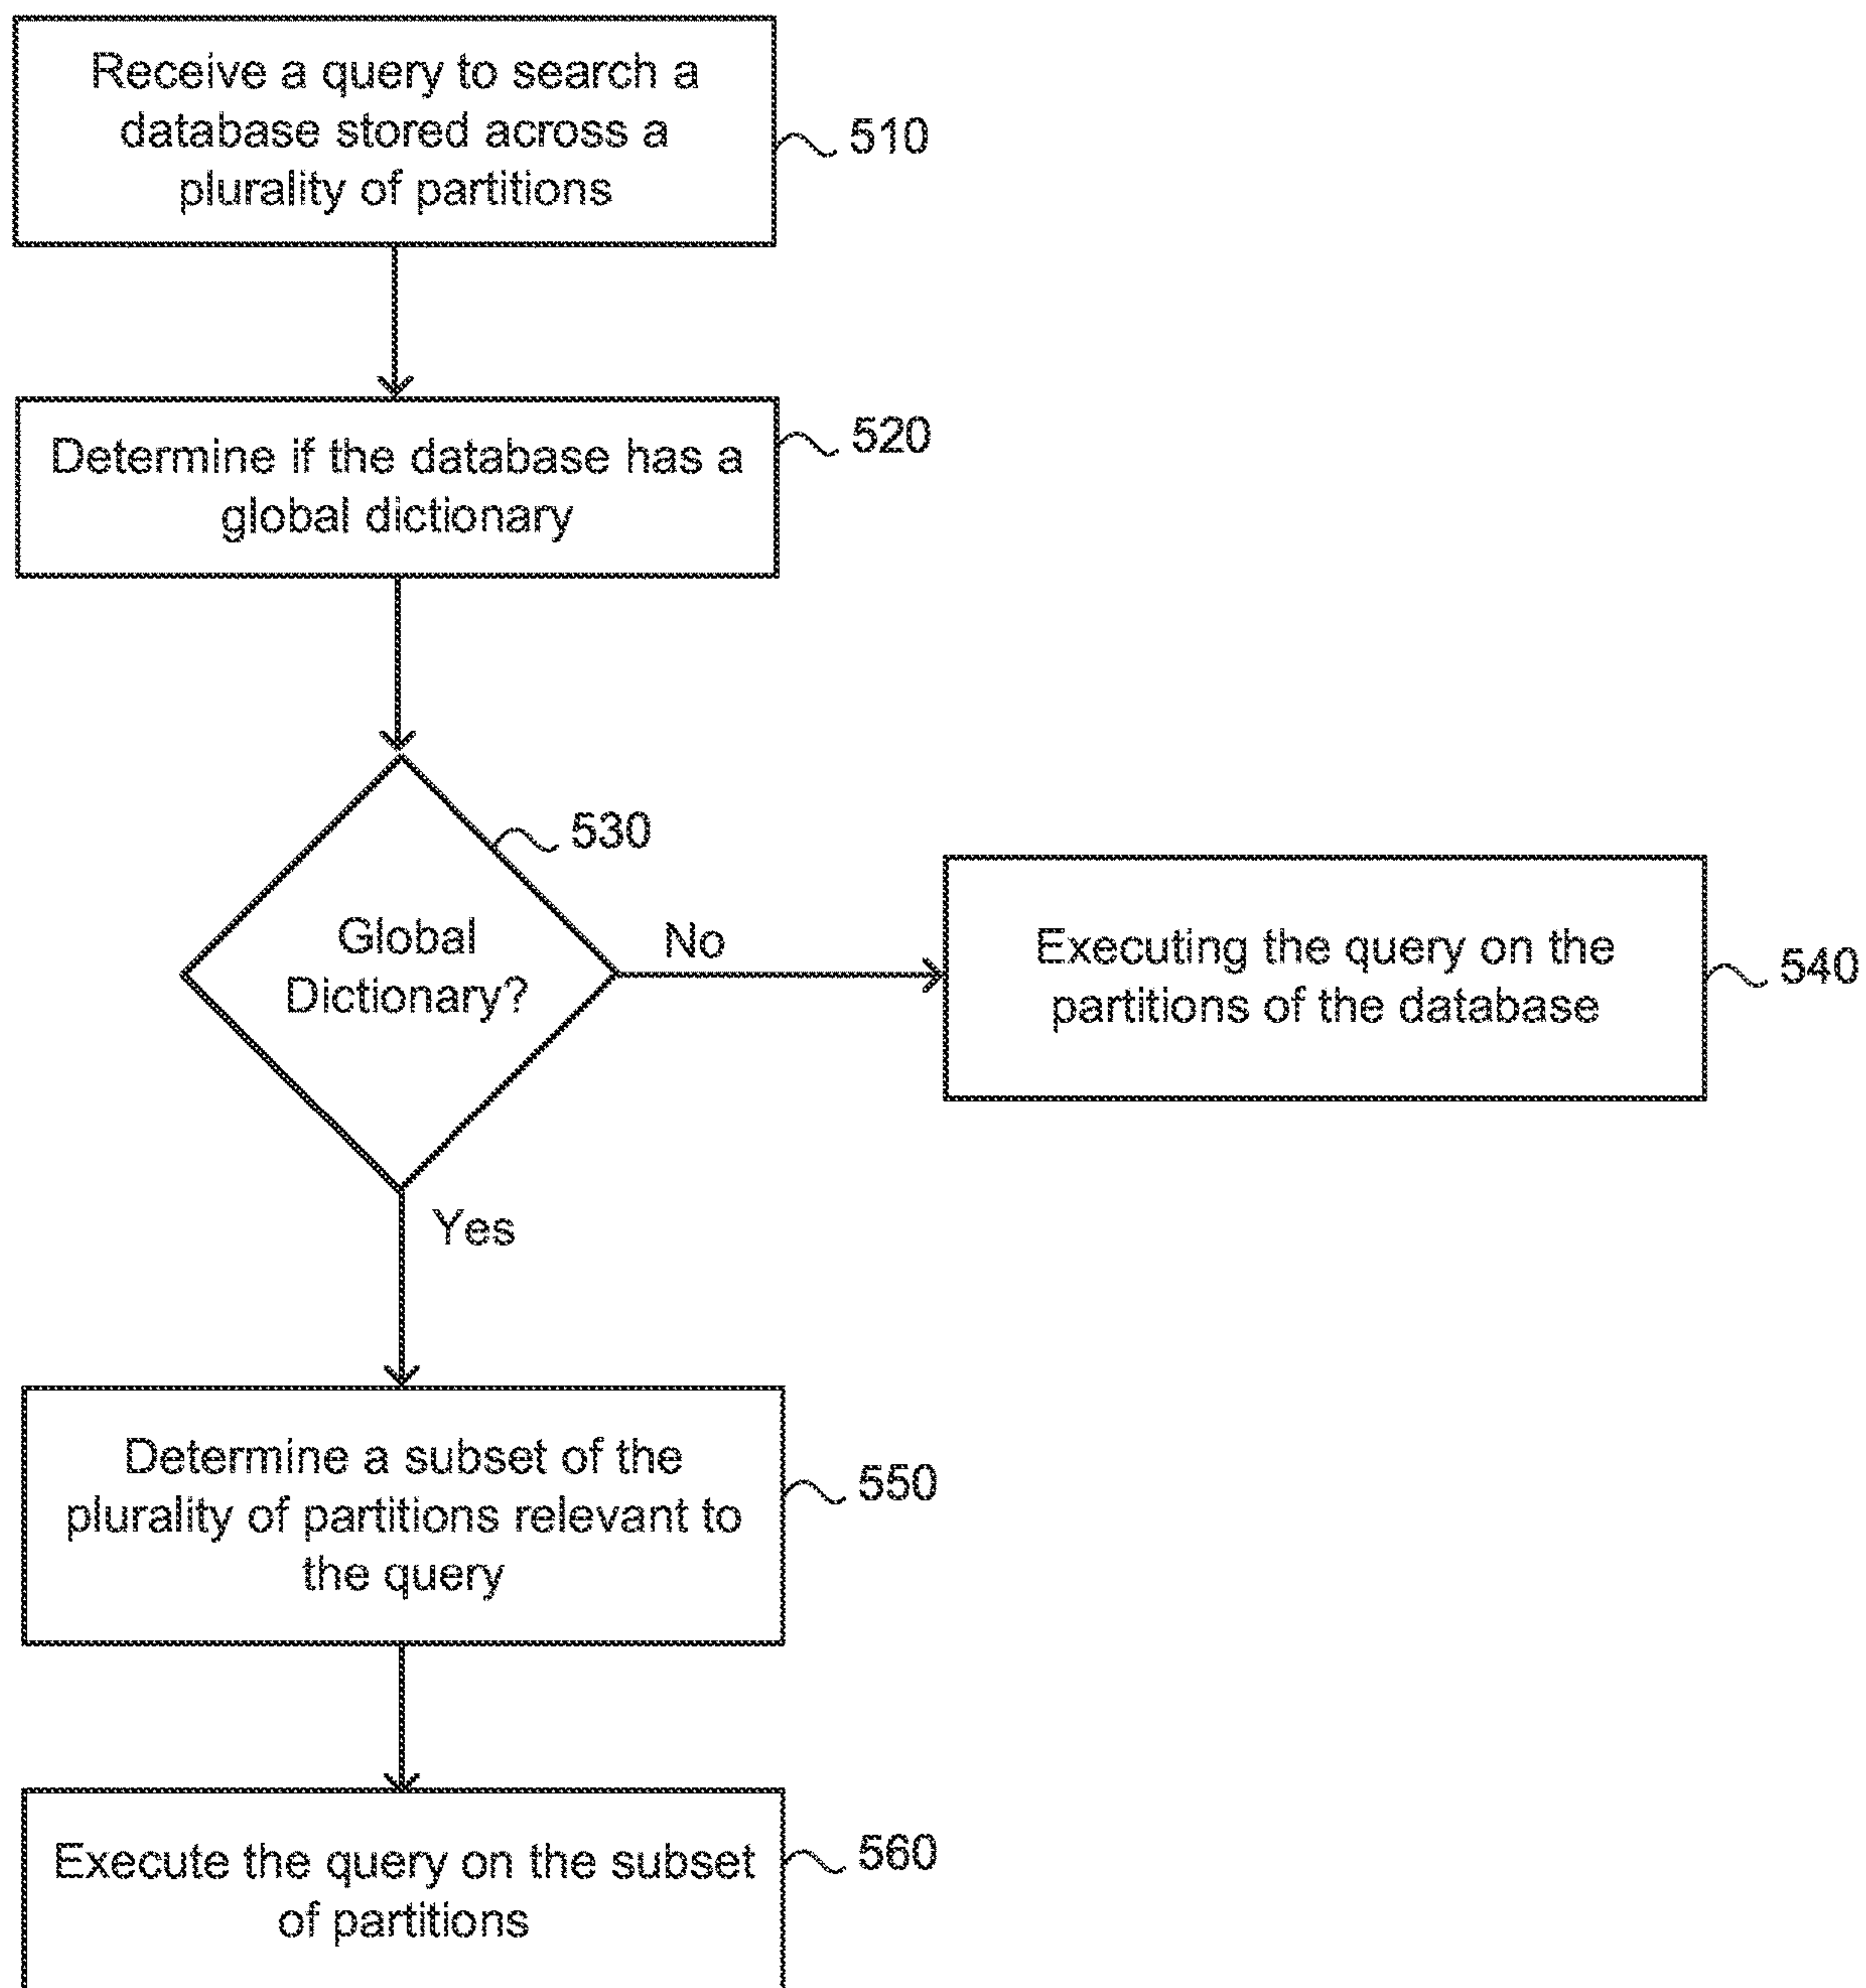 Receive a query to search a
database stored across a
plurality of partitions
510
Determine if the database has a
global dictionary
520
530
Global
Dictionary?
No
Executing the query on the
partitions of the database
540
Yes
Determine a subset of the
plurality of partitions relevant to
the query
550
Execute the query on the subset
of partitions
560